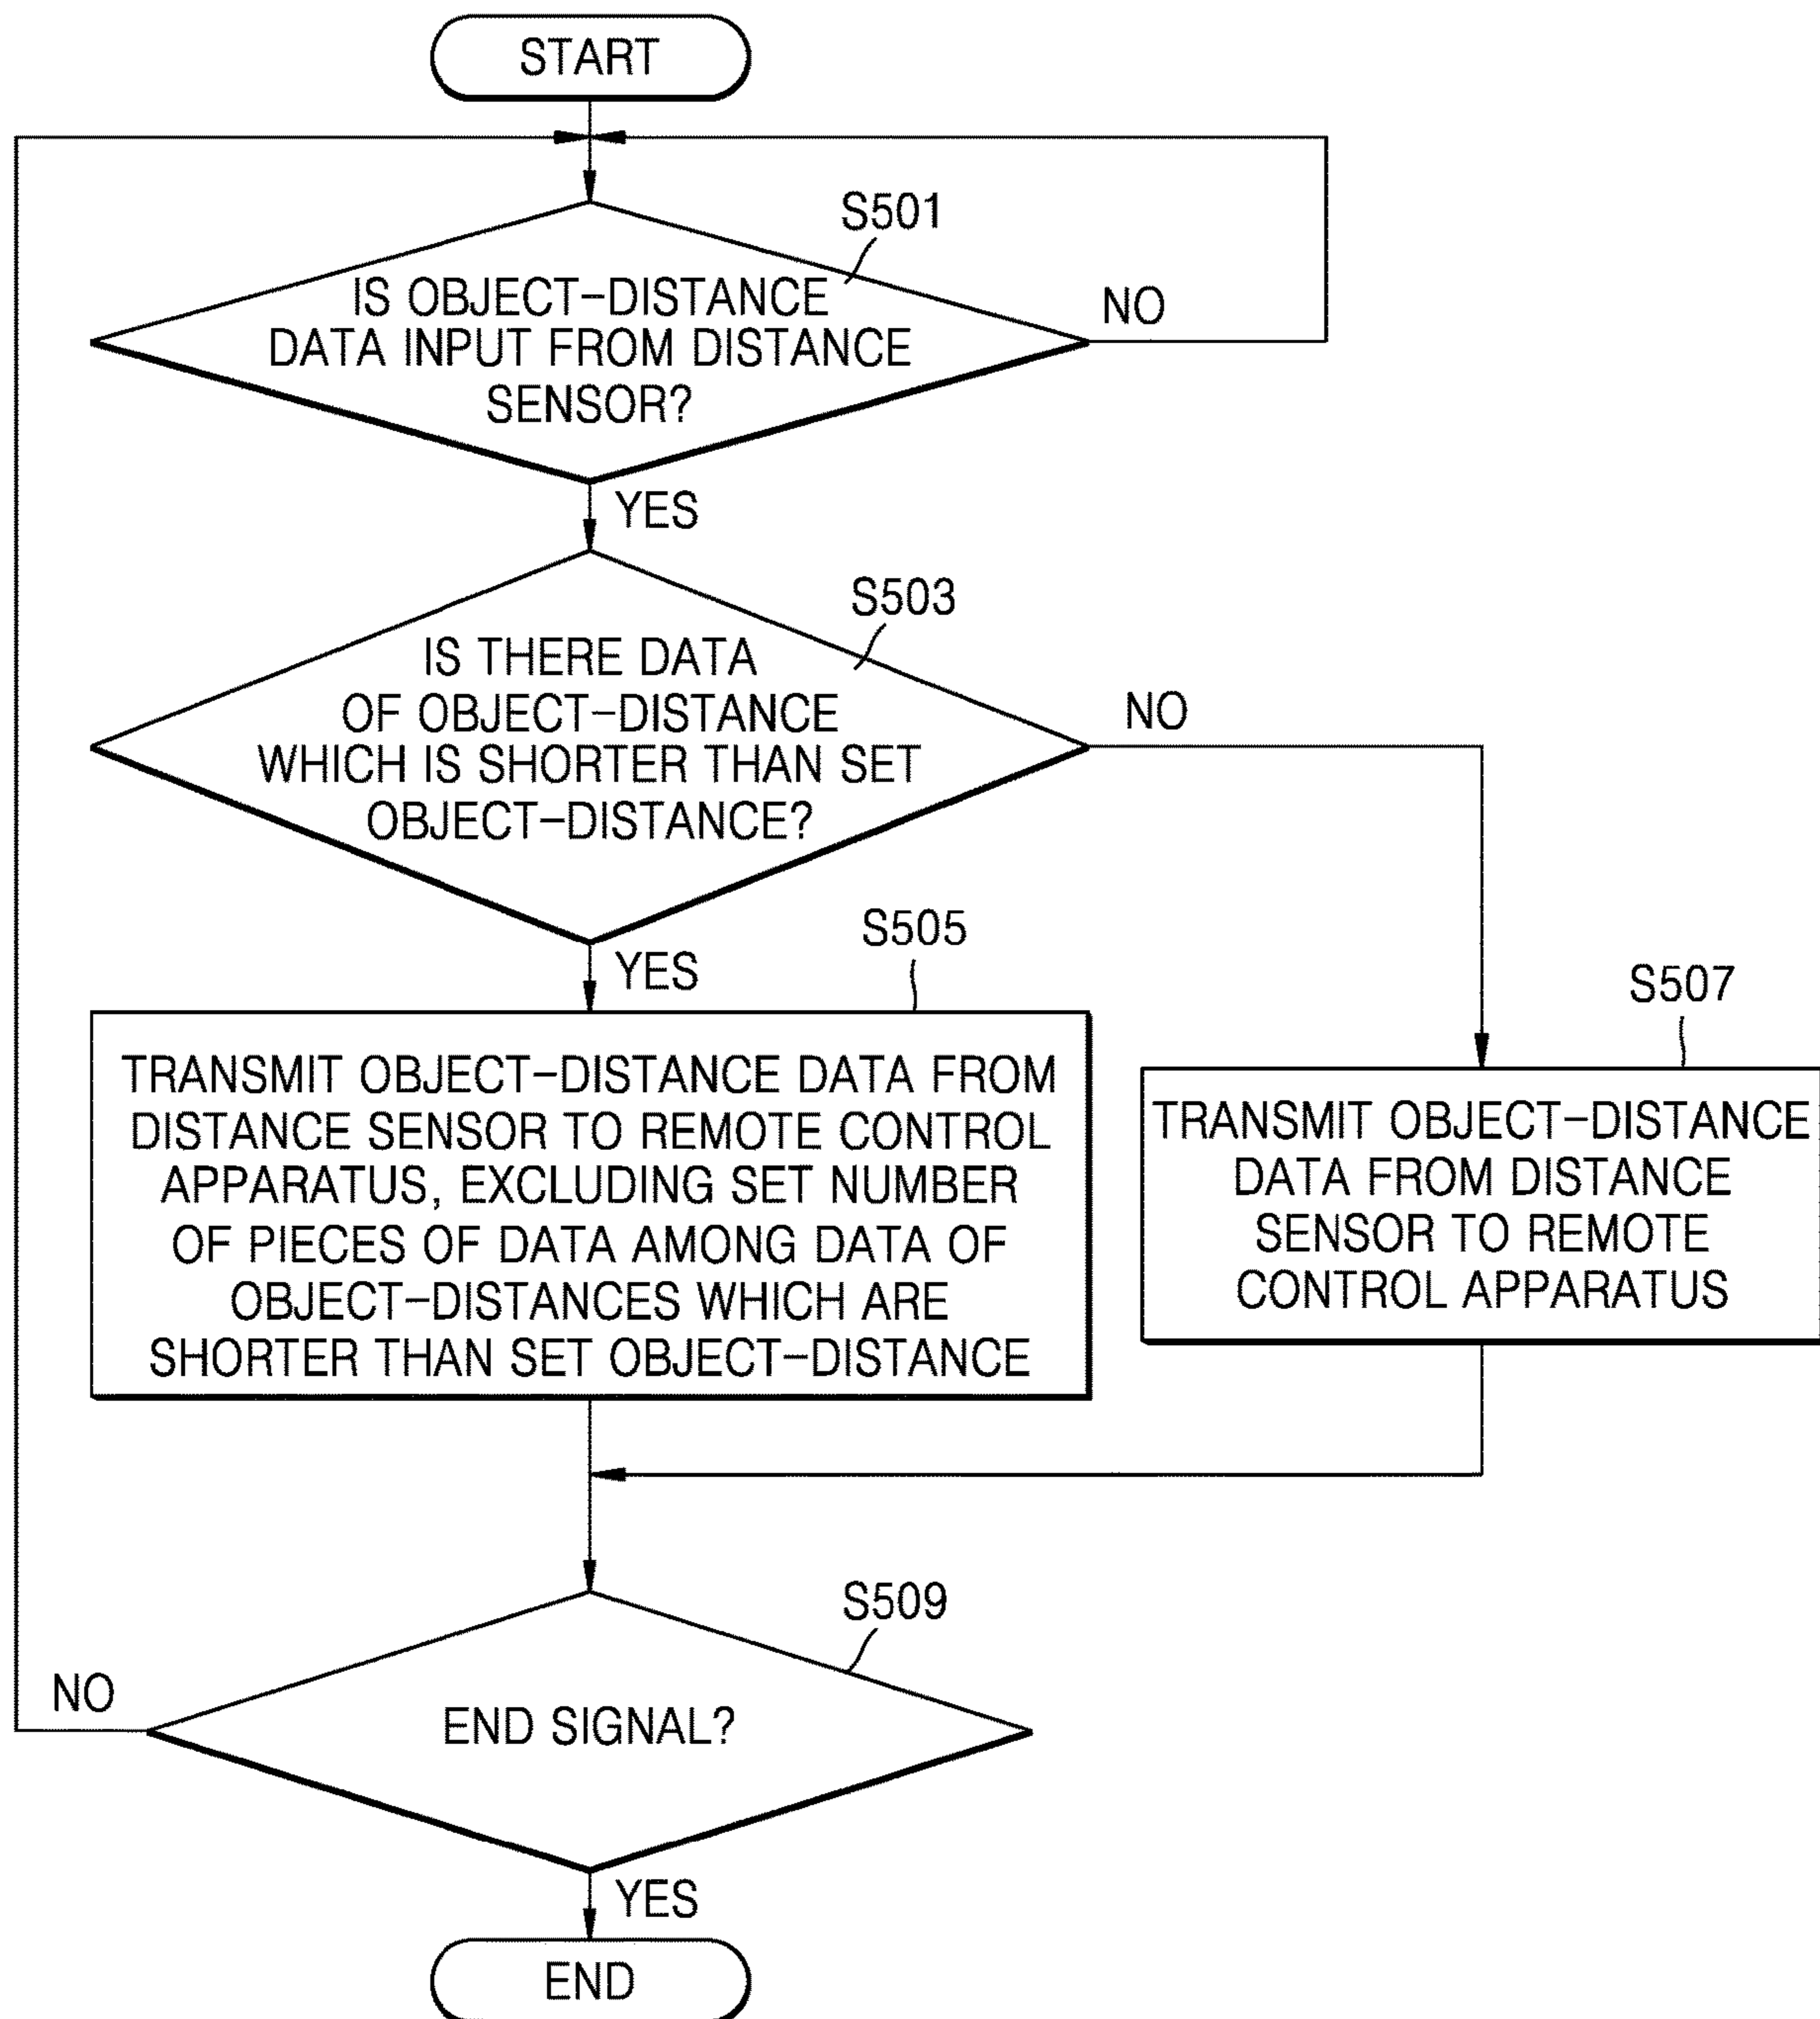 START
S501
IS OBJECT-DISTANCE
DATA INPUT FROM DISTANCE
SENSOR?
NO
YES
S503
IS THERE DATA
OF OBJECT-DISTANCE
WHICH IS SHORTER THAN SET
OBJECT-DISTANCE?
NO
YES
S505
TRANSMIT OBJECT-DISTANCE DATA FROM
DISTANCE SENSOR TO REMOTE CONTROL
APPARATUS, EXCLUDING SET NUMBER
OF PIECES OF DATA AMONG DATA OF
OBJECT-DISTANCES WHICH ARE
SHORTER THAN SET OBJECT-DISTANCE
S507
TRANSMIT OBJECT-DISTANCE
DATA FROM DISTANCE
SENSOR TO REMOTE
CONTROL APPARATUS
S509
END SIGNAL?
NO
YES
END